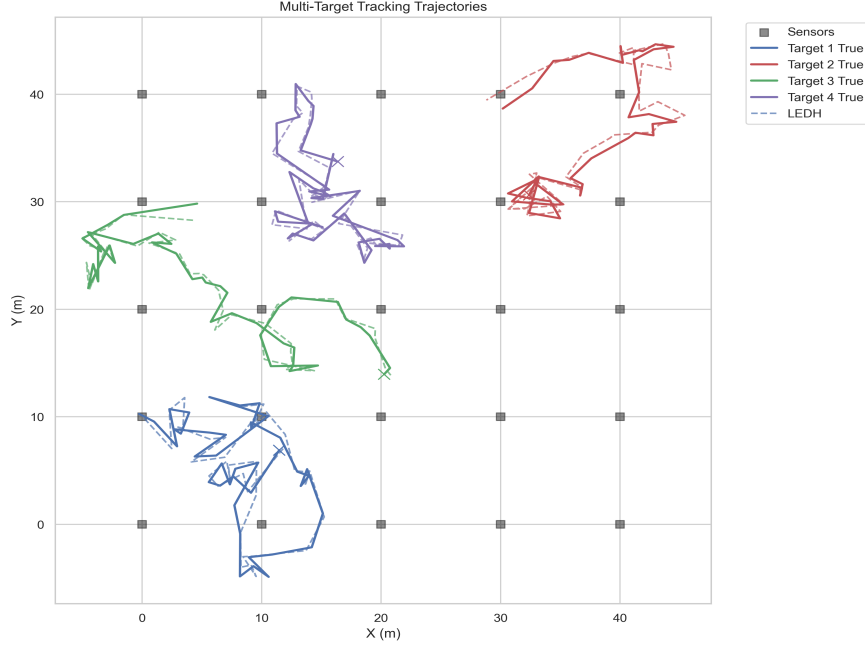 Multi-Target Tracking Trajectories
Sensors
Target 1 True
Target 2 True
Target 3 True
Target 4 True
LEDH
Y (m)
40
30
20
10
0
0 10 20 30 40
X (m)